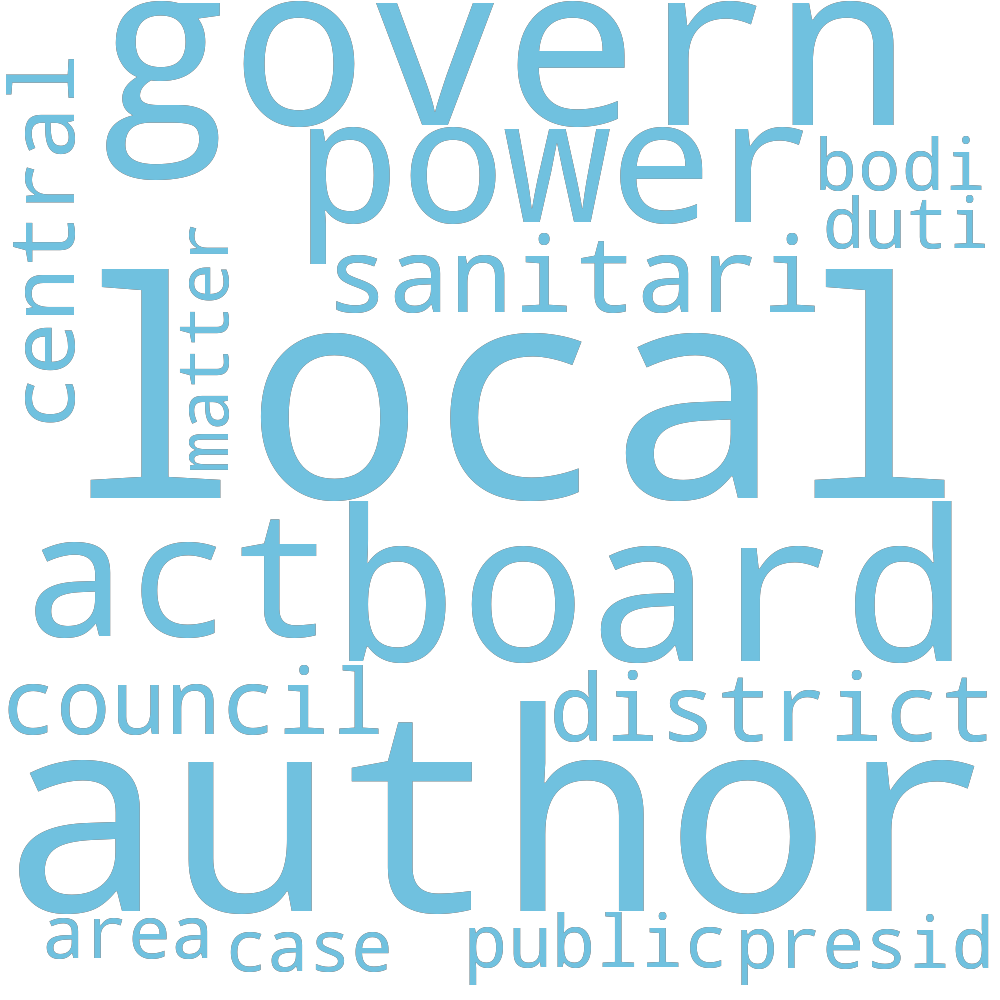 govern
central
power
bodi
duti
matter
sanitari
local
act
board
council
district
author
area
case
public
presid